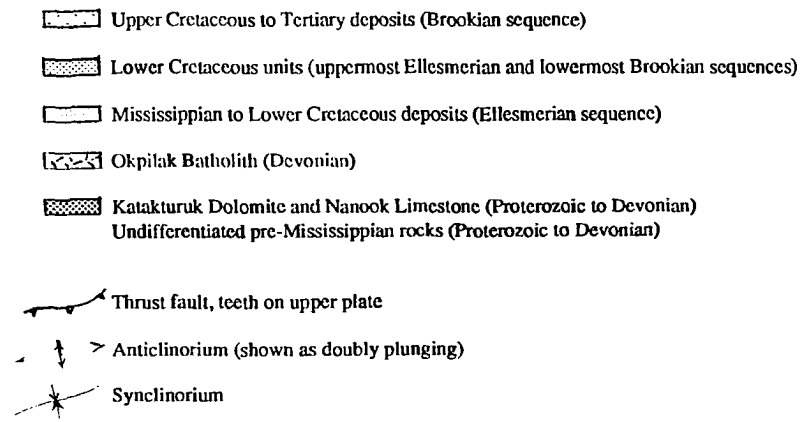 Upper Cretaceous to Tertiary deposits (Brookian sequence)
Lower Cretaceous units (uppermost Ellesmerian and lowermost Brookian sequences)
Mississippian to Lower Cretaceous deposits (Ellesmerian sequence)
Okpilak Batholith (Devonian)
Katakturuk Dolomite and Nanook Limestone (Proterozoic to Devonian)
Undifferentiated pre-Mississippian rocks (Proterozoic to Devonian)
Thrust fault, teeth on upper plate
Anticlinorium (shown as doubly plunging)
Synclinorium